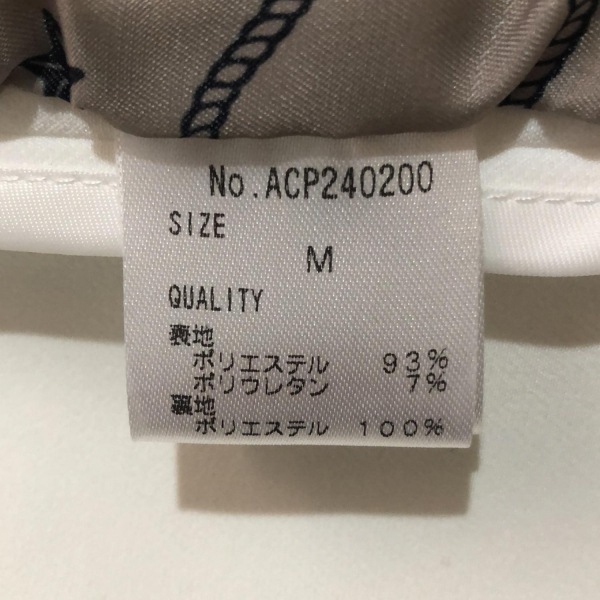 No.ACP240200
SIZE
M
QUALITY
表地
ポリエステル 93%
ポリウレタン 7%
裏地
ポリエステル 100%